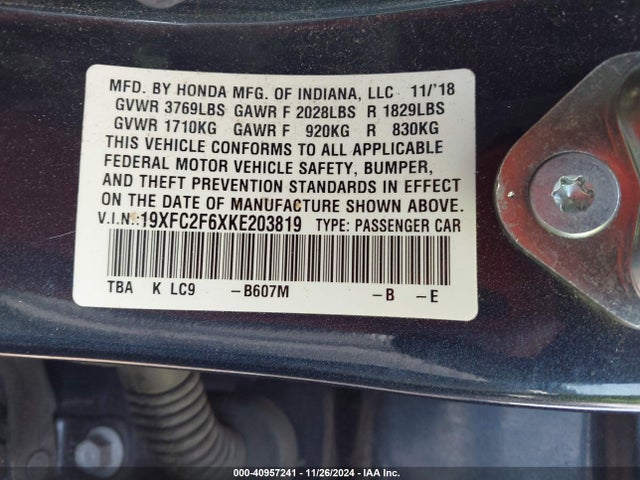 MFD. BY HONDA MFG. OF INDIANA, LLC 11/'18
GVWR 3769LBS GAWR F 2028LBS R 1829LBS
GVWR 1710KG GAWR F 920KG R 830KG
THIS VEHICLE CONFORMS TO ALL APPLICABLE
FEDERAL MOTOR VEHICLE SAFETY, BUMPER,
AND THEFT PREVENTION STANDARDS IN EFFECT
ON THE DATE OF MANUFACTURE SHOWN ABOVE.
V.I.N.:19XFC2F6XKE203819 TYPE: PASSENGER CAR
TBA K LC9 -B607M -B -E
000-40957241 - 11/26/2024 - IAA Inc.